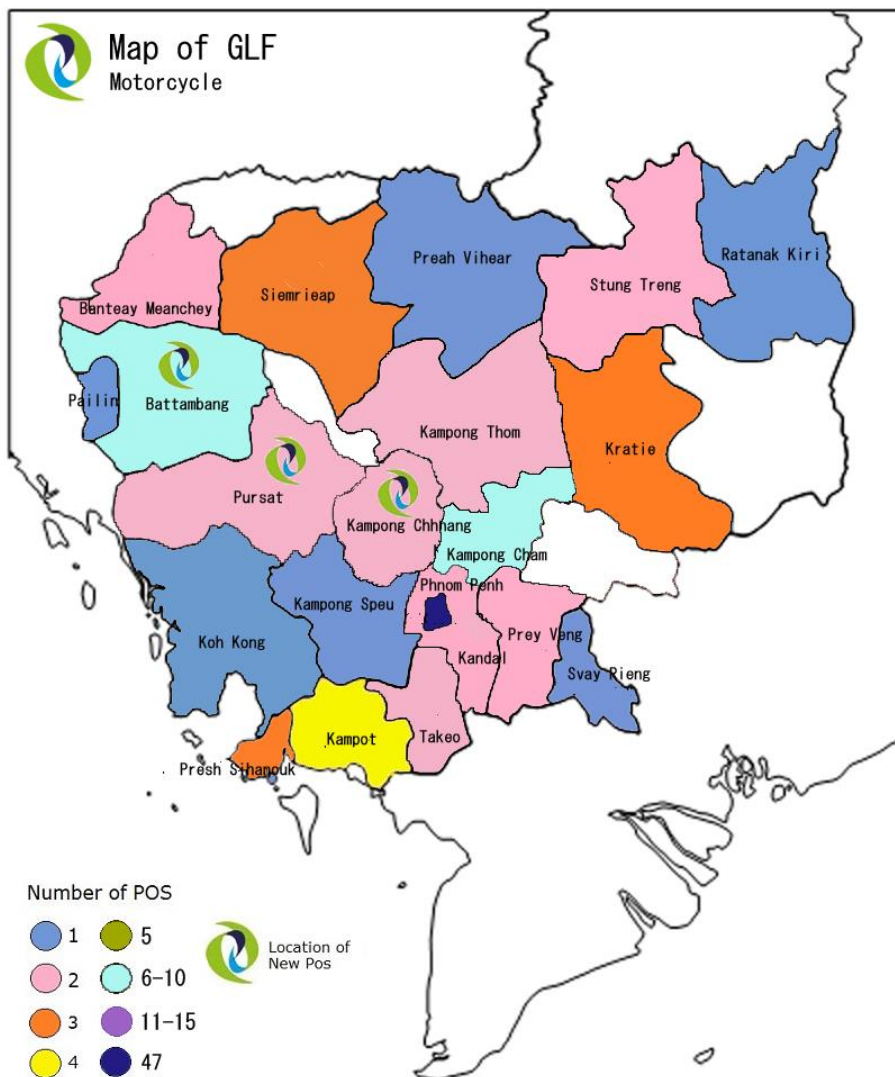 Map of GLF
Motorcycle
Preah Vihear
Ratanak Kiri
Stung Treng
Siemrieap
Banteay Meanchey
Pailin
Battambang
Kampong Thom
Kratie
Pursat
Kampong Chhhang
Kampong Cham
Phnom Penh
Kampong Speu
Prey Veng
Koh Kong
Kandal
Svay Rieng
Kampot
Takeo
Presh Sihanouk
Number of POS
1
5
2
6-10
3
11-15
4
47
Location of
New Pos